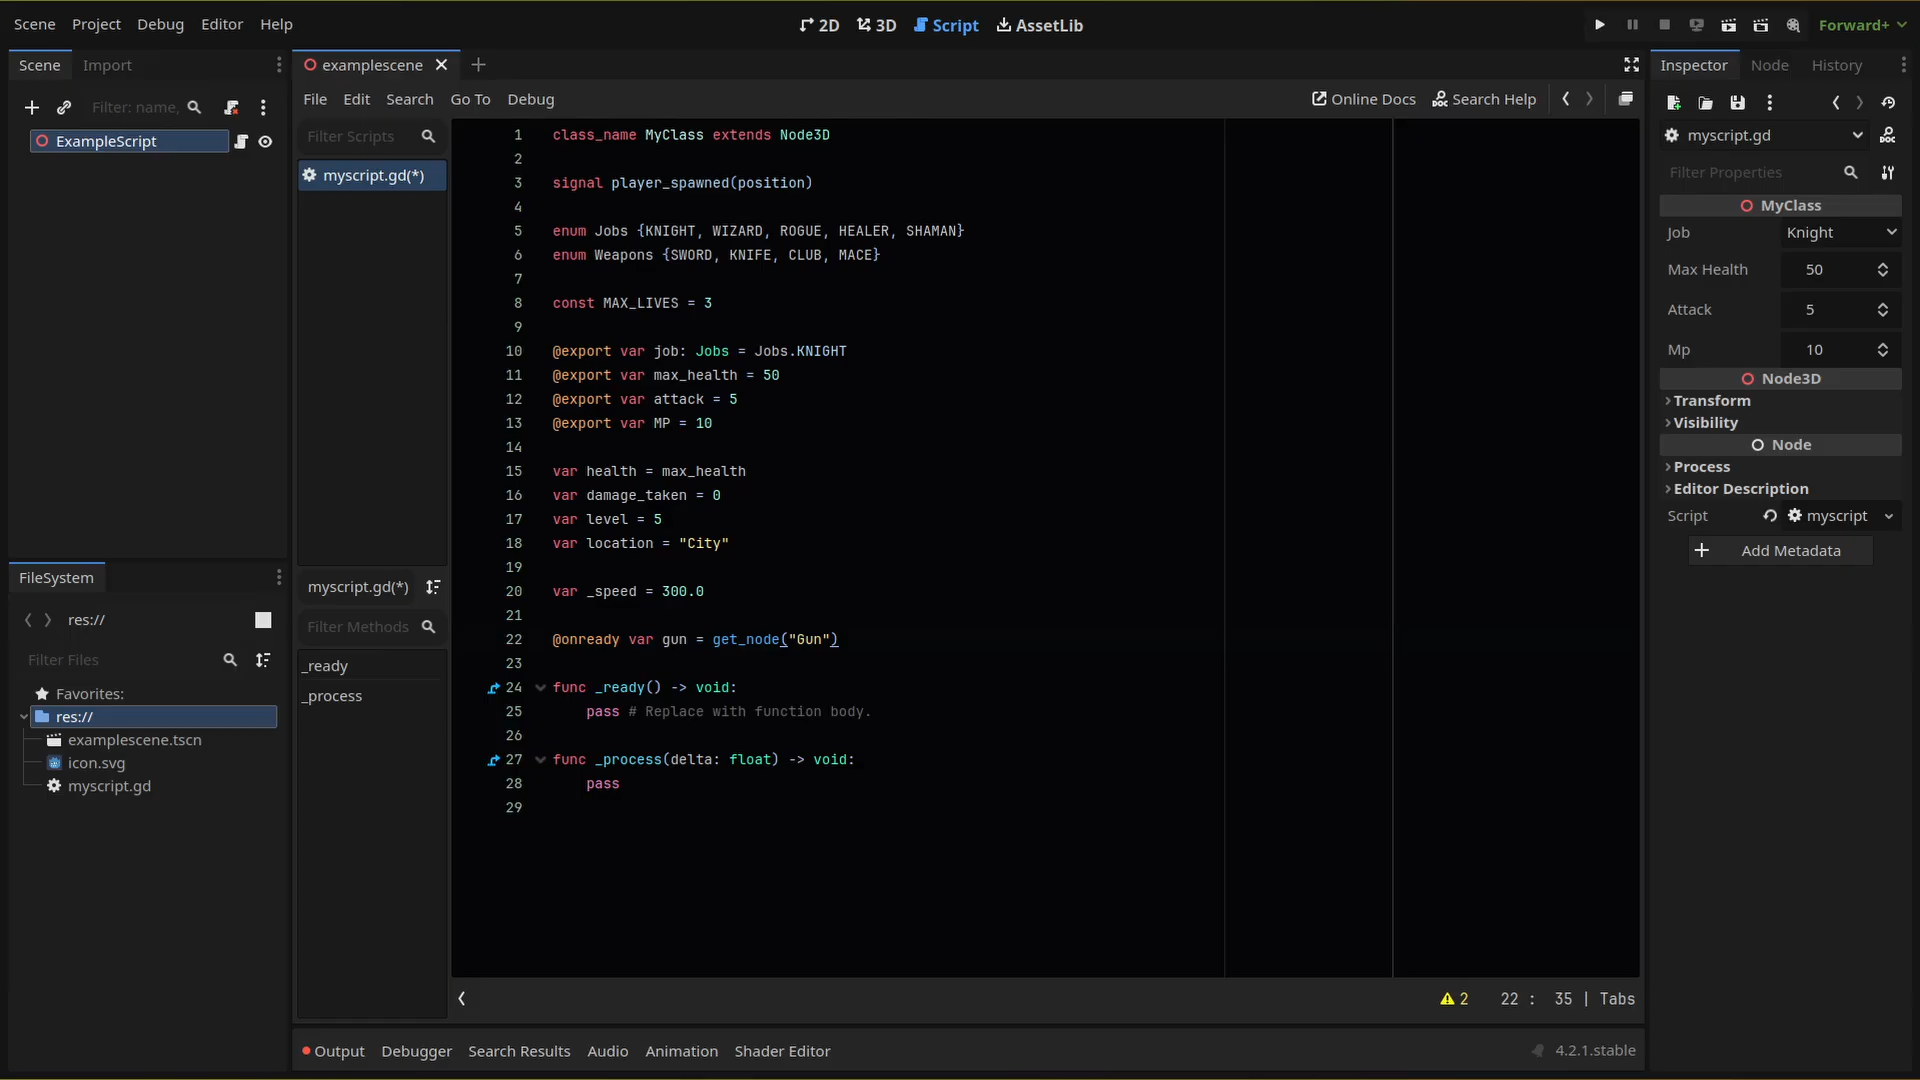 Scene Project Debug Editor Help
2D 3D Script AssetLib
Forward+
Scene Import
Filter: name,
ExampleScript
FileSystem
res://
Filter Files
Favorites:
res://
examplescene.tscn
icon.svg
myscript.gd
examplescene
File Edit Search Go To Debug
Online Docs Search Help
Filter Scripts
myscript.gd(*)
myscript.gd(*)
Filter Methods
_ready
_process
1 class_name MyClass extends Node3D
2
3 signal player_spawned(position)
4
5 enum Jobs {KNIGHT, WIZARD, ROGUE, HEALER, SHAMAN}
6 enum Weapons {SWORD, KNIFE, CLUB, MACE}
7
8 const MAX_LIVES = 3
9
10 @export var job: Jobs = Jobs.KNIGHT
11 @export var max_health = 50
12 @export var attack = 5
13 @export var MP = 10
14
15 var health = max_health
16 var damage_taken = 0
17 var level = 5
18 var location = "City"
19
20 var _speed = 300.0
21
22 @onready var gun = get_node("Gun")
23
24 func _ready() -> void:
25 pass # Replace with function body.
26
27 func _process(delta: float) -> void:
28 pass
29
2 22 : 35 | Tabs
Output Debugger Search Results Audio Animation Shader Editor
4.2.1.stable
Inspector Node History
myscript.gd
Filter Properties
MyClass
Job Knight
Max Health 50
Attack 5
Mp 10
Node3D
Transform
Visibility
Node
Process
Editor Description
Script myscript
Add Metadata